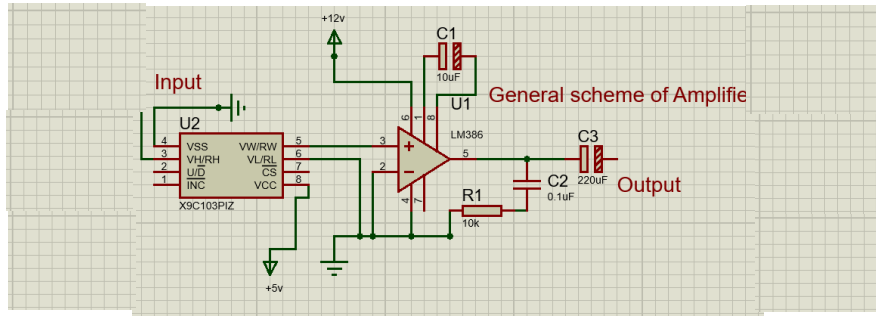 +12v
C1
10uF
Input
General scheme of Amplifie
U1
U2
6
1
8
LM386
4
VSS
VW/RW
5
3
VH/RH
VL/RL
6
2
U/D
CS
7
1
INC
VCC
8
X9C103PIZ
3
2
5
4
7
C3
220uF
Output
C2
0.1uF
R1
10k
+5v